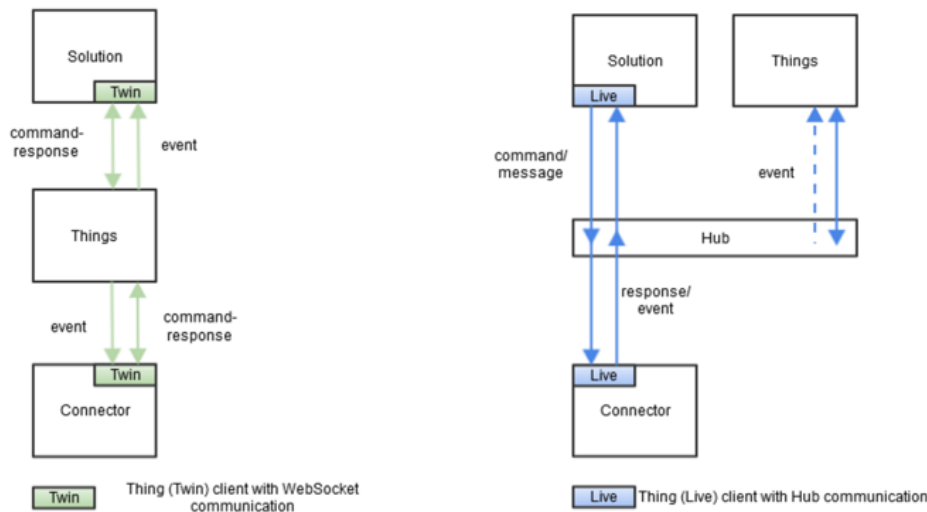 Solution
Twin
command-
response
event
Things
event
command-
response
Twin
Connector
Twin
Thing (Twin) client with WebSocket
communication
Solution
Live
Things
command/
message
event
Hub
response/
event
Live
Connector
Live
Thing (Live) client with Hub communication